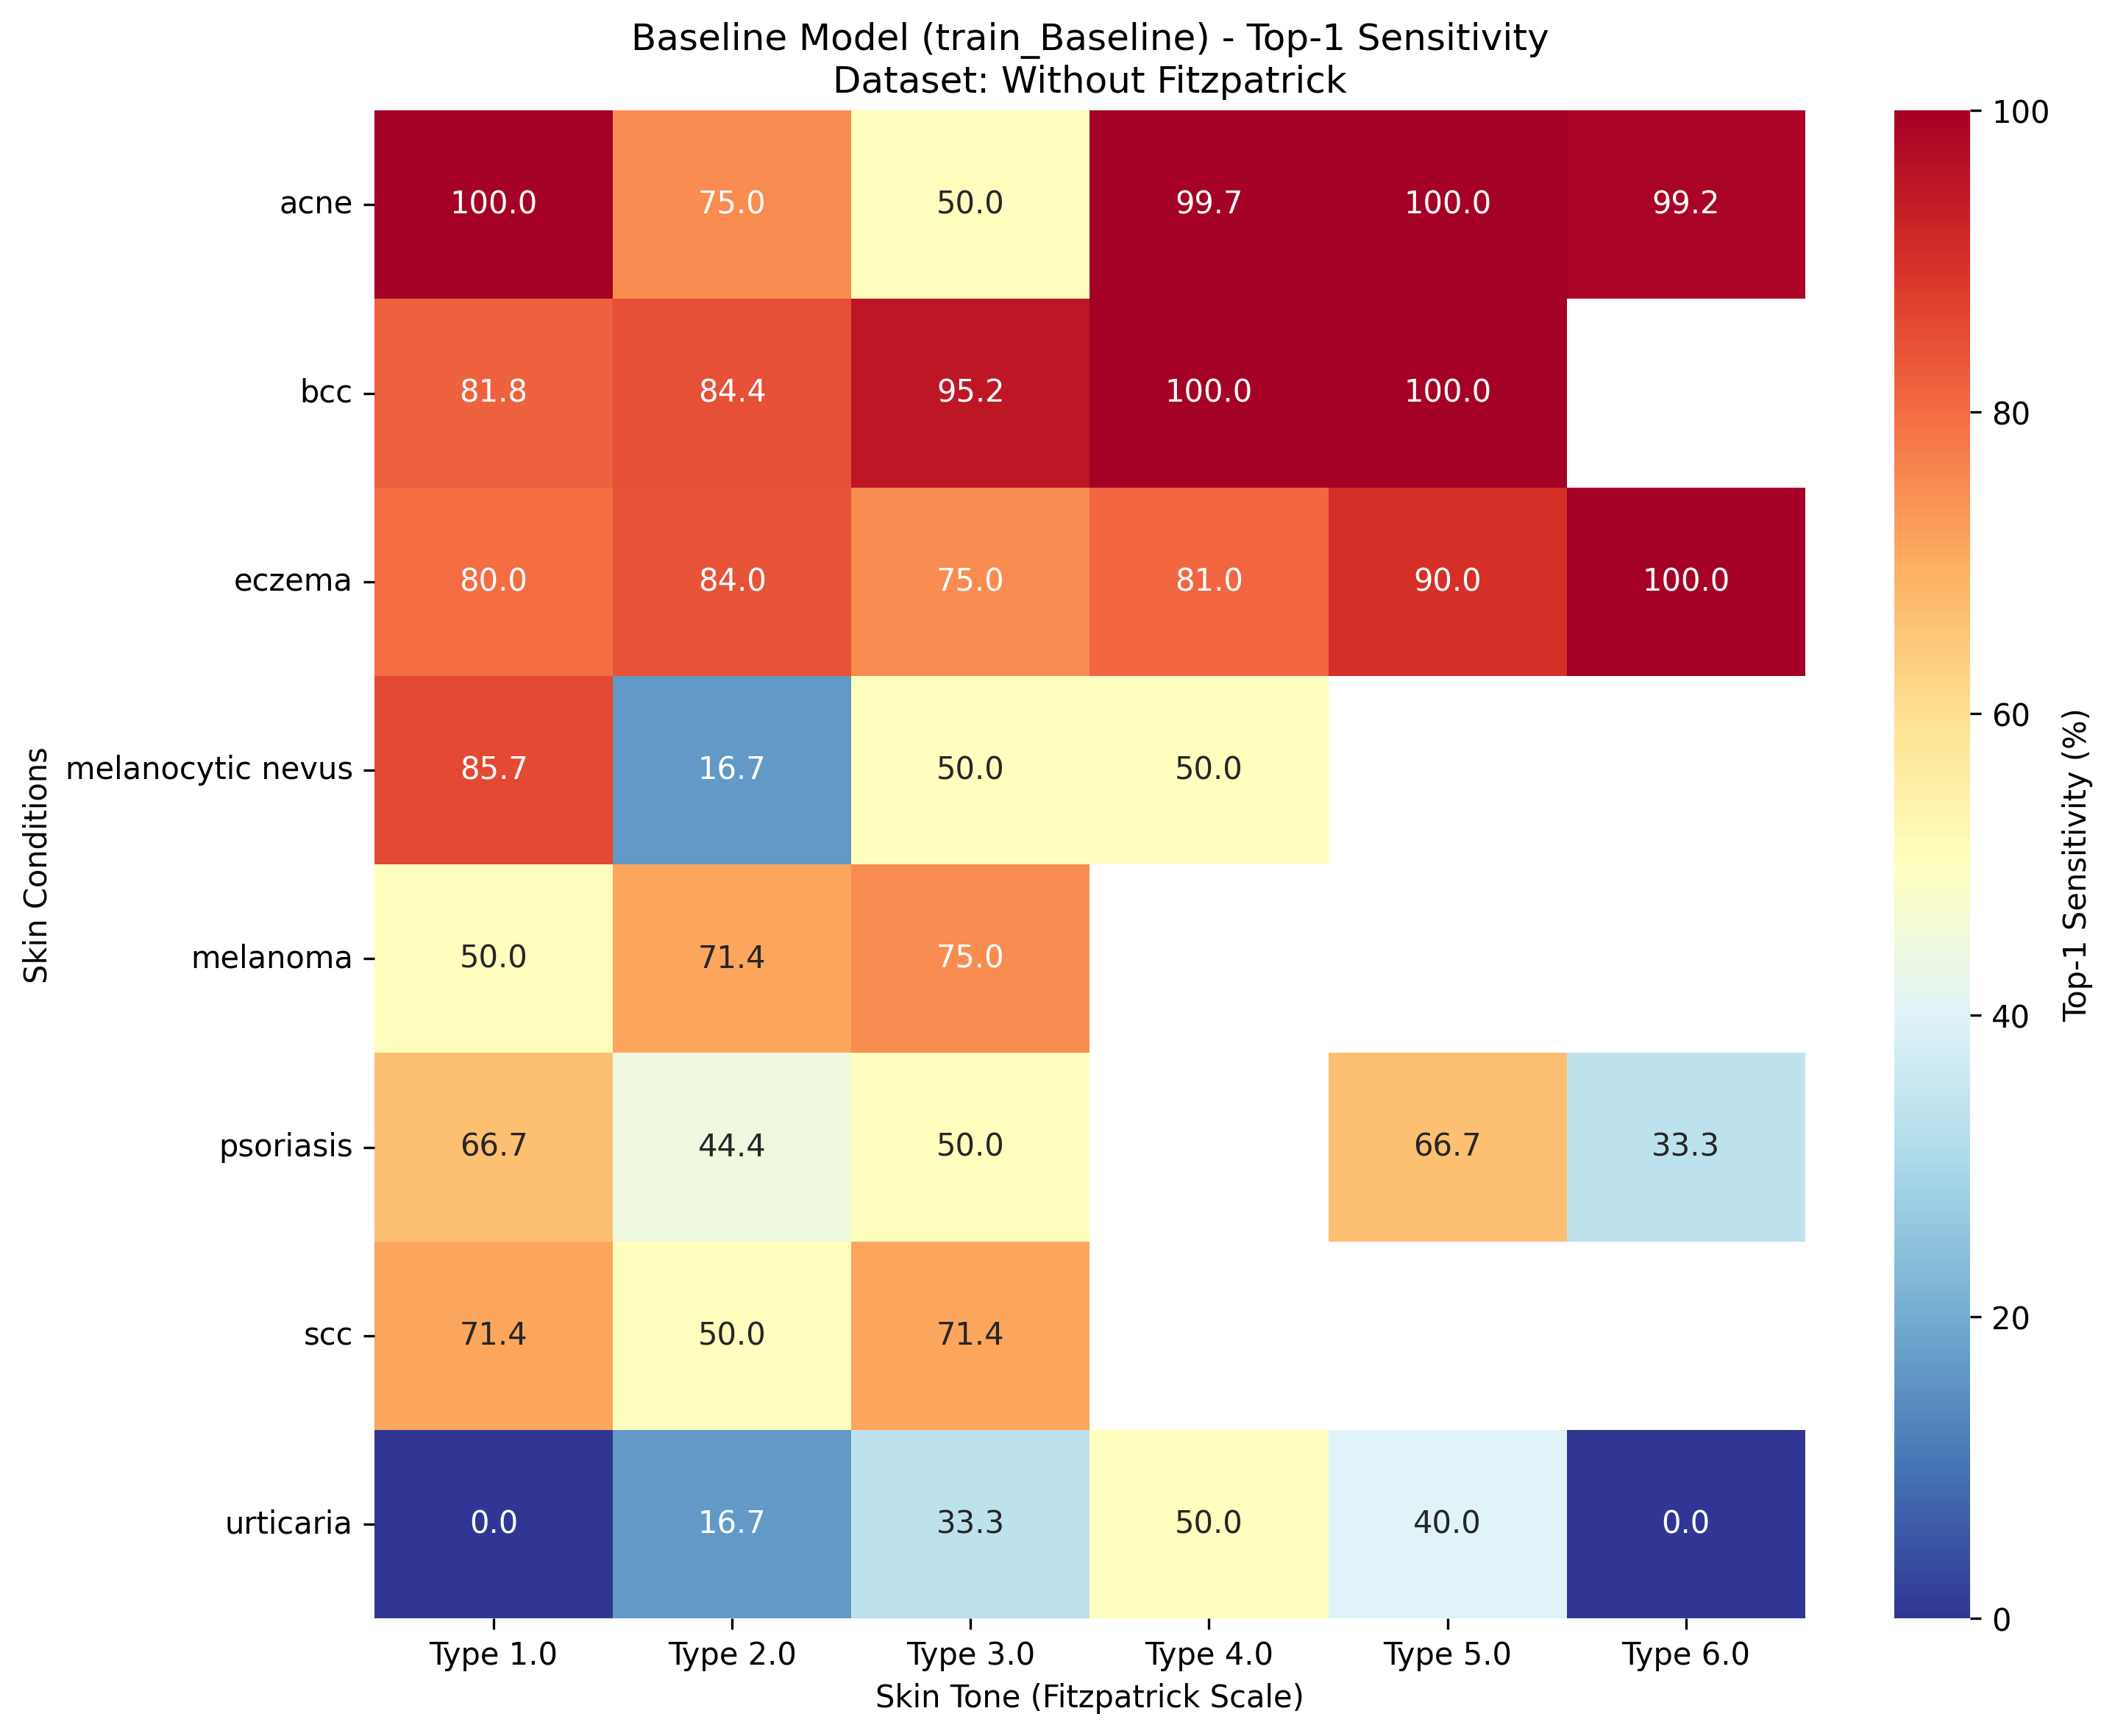 Baseline Model (train_Baseline) - Top-1 Sensitivity
Dataset: Without Fitzpatrick
acne 100.0 75.0 50.0 99.7 100.0 99.2
bcc 81.8 84.4 95.2 100.0 100.0
eczema 80.0 84.0 75.0 81.0 90.0 100.0
melanocytic nevus 85.7 16.7 50.0 50.0
melanoma 50.0 71.4 75.0
psoriasis 66.7 44.4 50.0 66.7 33.3
scc 71.4 50.0 71.4
urticaria 0.0 16.7 33.3 50.0 40.0 0.0
Type 1.0 Type 2.0 Type 3.0 Type 4.0 Type 5.0 Type 6.0
Skin Tone (Fitzpatrick Scale)
Skin Conditions
100
80
60
40
20
0
Top-1 Sensitivity (%)